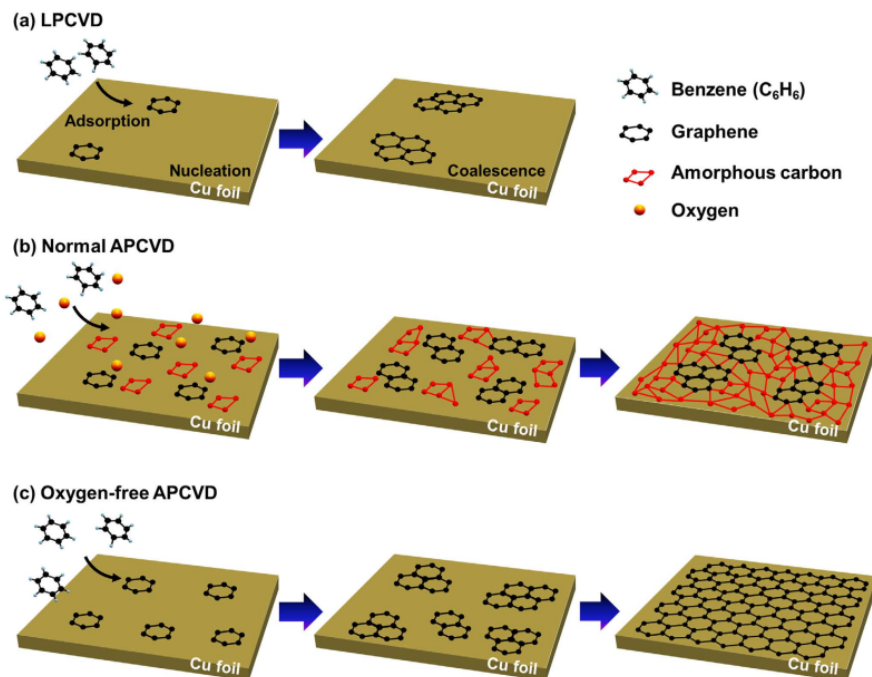 (a) LPCVD
Adsorption
Nucleation
Cu foil
Coalescence
Cu foil
Benzene (C₆H₆)
Graphene
Amorphous carbon
Oxygen
(b) Normal APCVD
Cu foil
Cu foil
Cu foil
(c) Oxygen-free APCVD
Cu foil
Cu foil
Cu foil